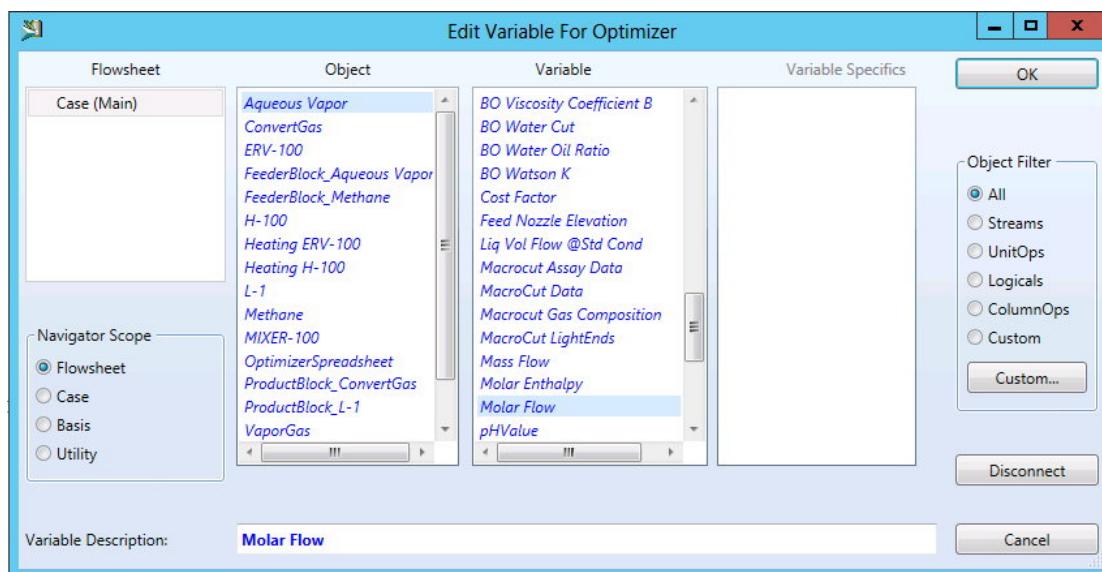 Edit Variable For Optimizer
Flowsheet
Object
Variable
Variable Specifics
OK
Case (Main)
Aqueous Vapor
ConvertGas
ERV-100
FeederBlock_Aqueous Vapor
FeederBlock_Methane
H-100
Heating ERV-100
Heating H-100
L-1
Methane
MIXER-100
OptimizerSpreadsheet
ProductBlock_ConvertGas
ProductBlock_L-1
VaporGas
BO Viscosity Coefficient B
BO Water Cut
BO Water Oil Ratio
BO Watson K
Cost Factor
Feed Nozzle Elevation
Liq Vol Flow @Std Cond
Macrocut Assay Data
MacroCut Data
Macrocut Gas Composition
MacroCut LightEnds
Mass Flow
Molar Enthalpy
Molar Flow
pHValue
Object Filter
All
Streams
UnitOps
Logicals
ColumnOps
Custom
Custom...
Navigator Scope
Flowsheet
Case
Basis
Utility
Disconnect
Variable Description:
Molar Flow
Cancel